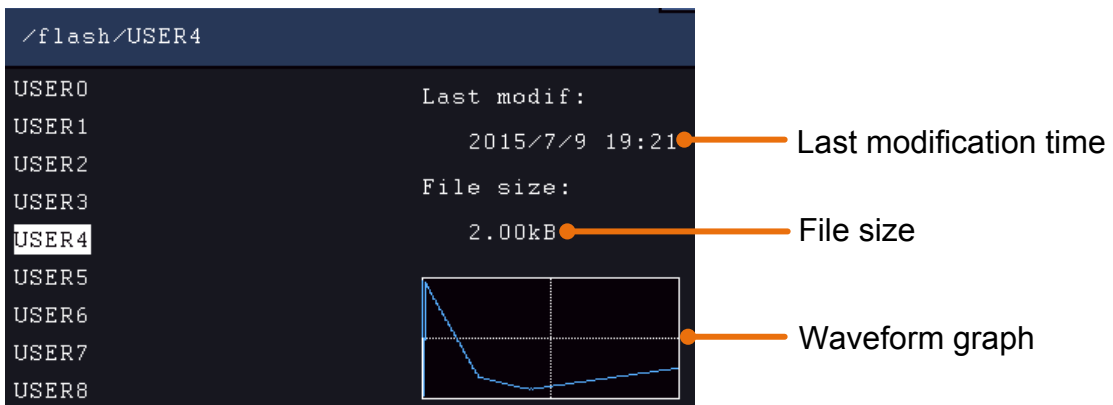 /flash/USER4
USER0
USER1
USER2
USER3
USER4
USER5
USER6
USER7
USER8
Last modif:
2015/7/9 19:21
File size:
2.00kB
Last modification time
File size
Waveform graph